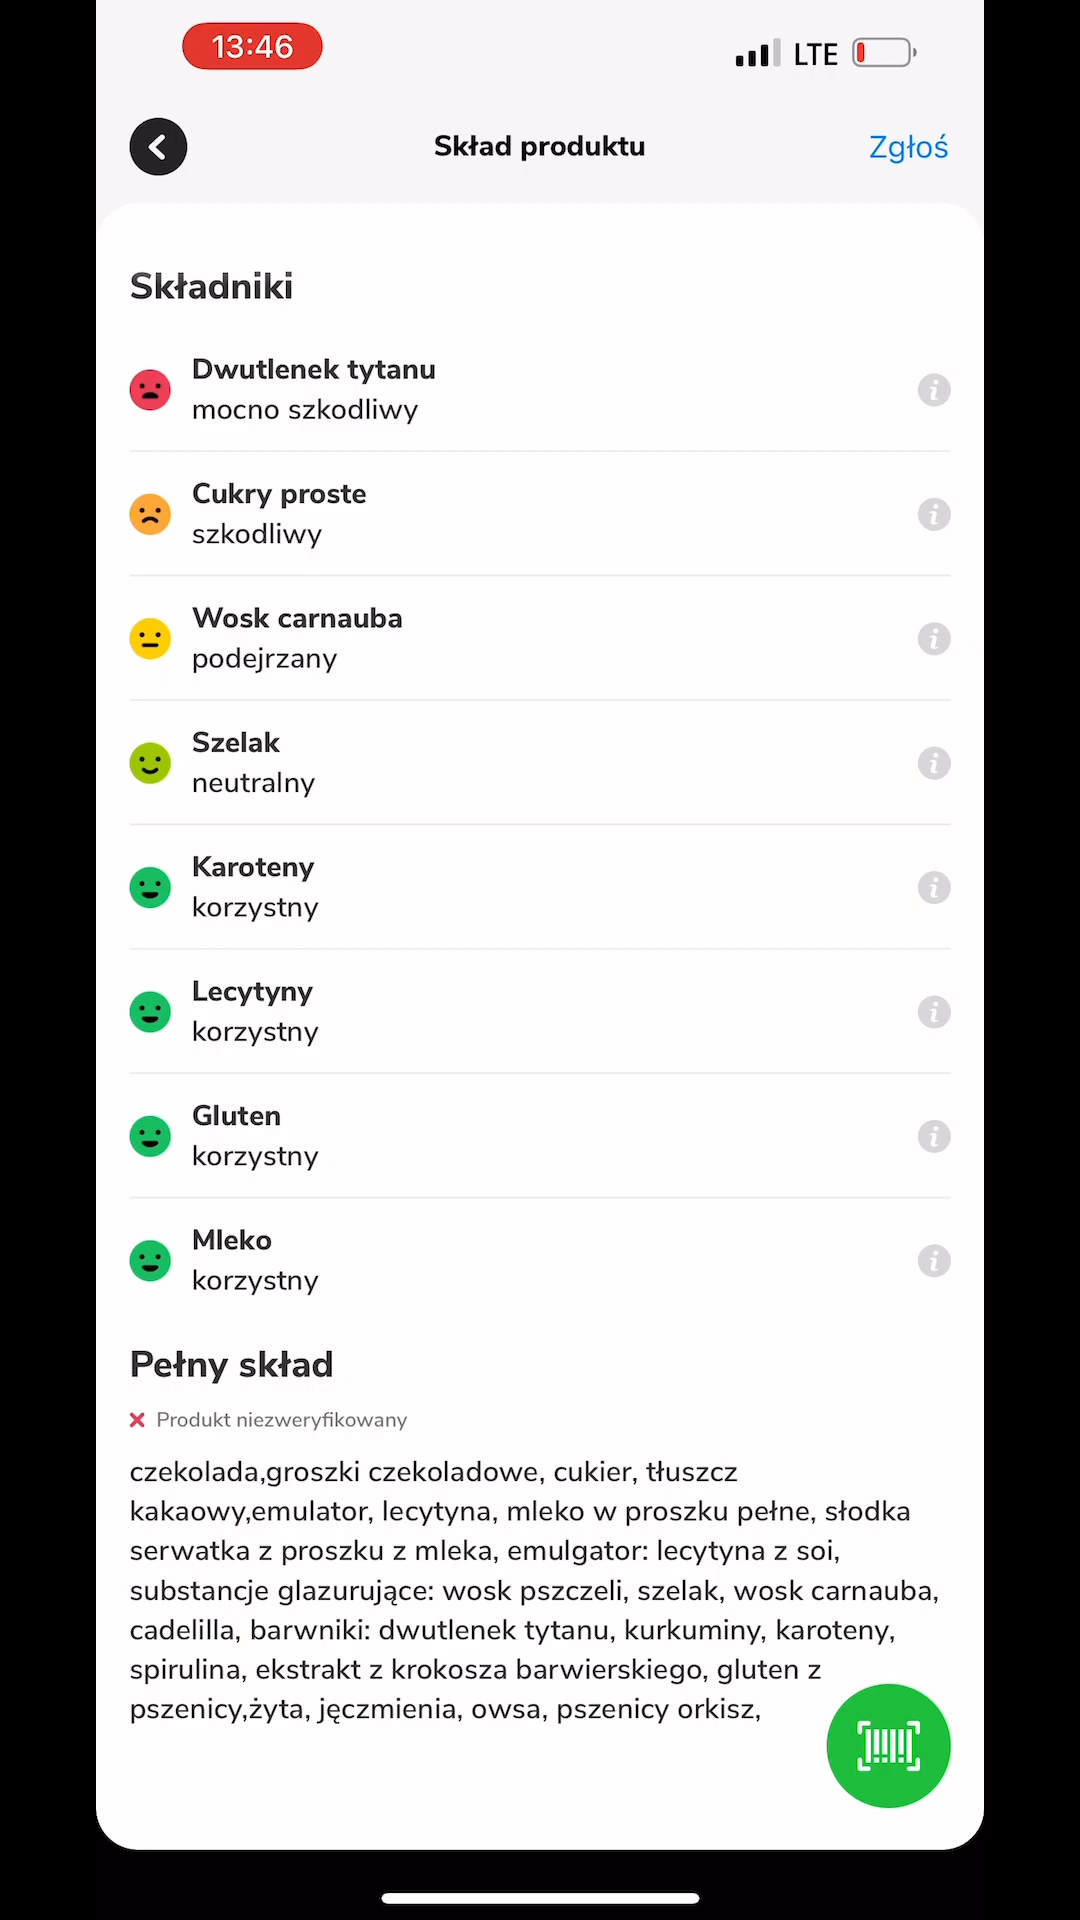 13:46
LTE
Skład produktu
Zgłoś
Składniki
Dwutlenek tytanu
mocno szkodliwy
Cukry proste
szkodliwy
Wosk carnauba
podejrzany
Szelak
neutralny
Karoteny
korzystny
Lecytyny
korzystny
Gluten
korzystny
Mleko
korzystny
Pełny skład
Produkt niezweryfikowany
czekolada,groszki czekoladowe, cukier, tłuszcz
kakaowy,emulator, lecytyna, mleko w proszku pełne, słodka
serwatka z proszku z mleka, emulgator: lecytyna z soi,
substancje glazurujące: wosk pszczeli, szelak, wosk carnauba,
cadelilla, barwniki: dwutlenek tytanu, kurkuminy, karoteny,
spirulina, ekstrakt z krokosza barwierskiego, gluten z
pszenicy,żyta, jęczmienia, owsa, pszenicy orkisz,